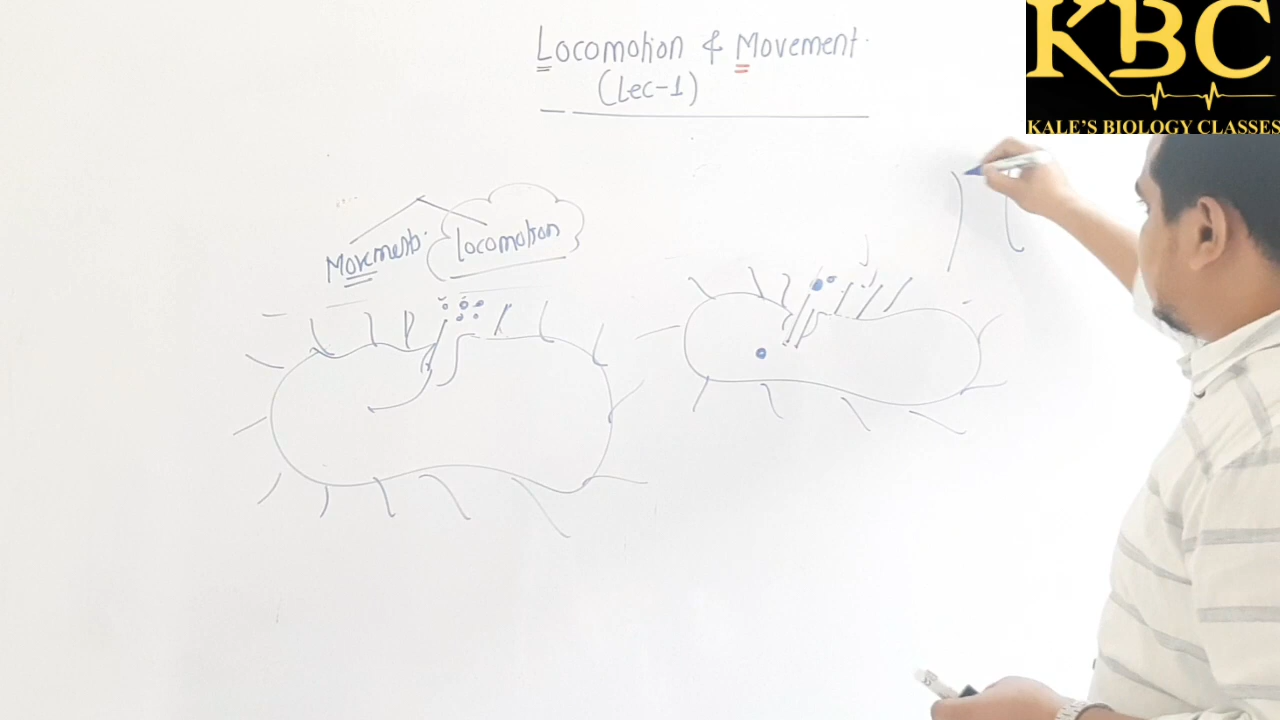 Locomotion & Movement.
(Lec-1)
KBC
KALE'S BIOLOGY CLASSES
Movement. Locomotion